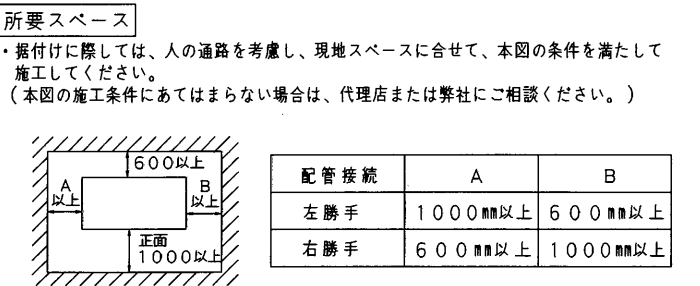 所要スペース
・据付けに際しては、人の通路を考慮し、現地スペースに合せて、本図の条件を満たして
施工してください。
（本図の施工条件にあてはまらない場合は、代理店または弊社にご相談ください。）
600以上
A
以上
B
以上
正面
1000以上
配管接続 A B
左勝手 1000mm以上 600mm以上
右勝手 600mm以上 1000mm以上